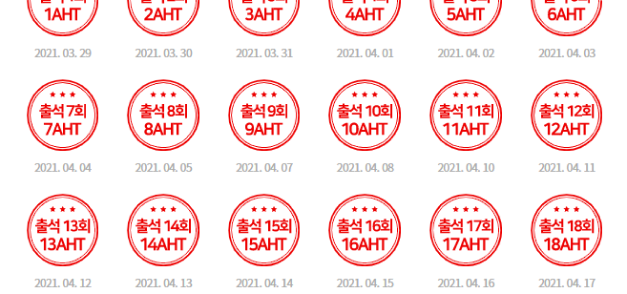 1AHT 2AHT 3AHT 4AHT 5AHT 6AHT
2021. 03. 29 2021. 03. 30 2021. 03. 31 2021. 04. 01 2021. 04. 02 2021. 04. 03
출석 7회 출석 8회 출석 9회 출석 10회 출석 11회 출석 12회
7AHT 8AHT 9AHT 10AHT 11AHT 12AHT
2021. 04. 04 2021. 04. 05 2021. 04. 07 2021. 04. 08 2021. 04. 10 2021. 04. 11
출석 13회 출석 14회 출석 15회 출석 16회 출석 17회 출석 18회
13AHT 14AHT 15AHT 16AHT 17AHT 18AHT
2021. 04. 12 2021. 04. 13 2021. 04. 14 2021. 04. 15 2021. 04. 16 2021. 04. 17